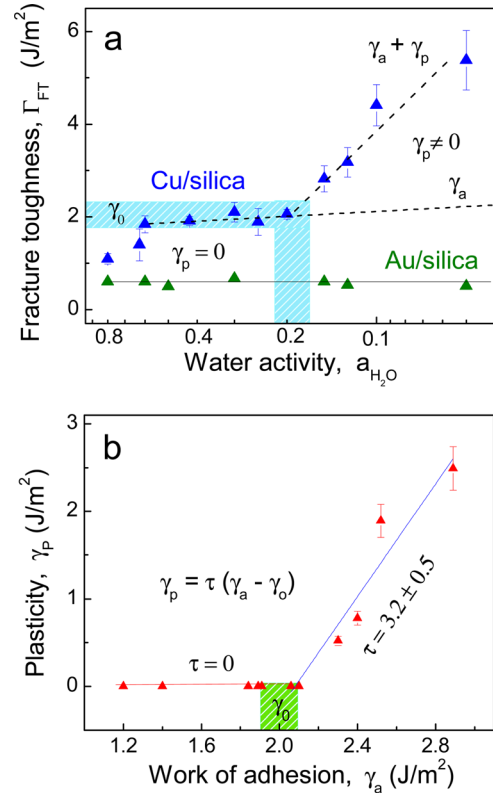 a
Fracture toughness, Γ_FT (J/m²)
6
4
2
0
γ_a + γ_p
γ_p≠0
Cu/silica
γ_0
γ_a
γ_p = 0
Au/silica
0.8
0.4
0.2
0.1
Water activity, a_H₂O
b
Plasticity, γ_P (J/m²)
3
2
1
0
γ_p = τ (γ_a - γ_o)
τ = 3.2 ± 0.5
τ = 0
γ_0
1.2
1.6
2.0
2.4
2.8
Work of adhesion, γ_a (J/m²)